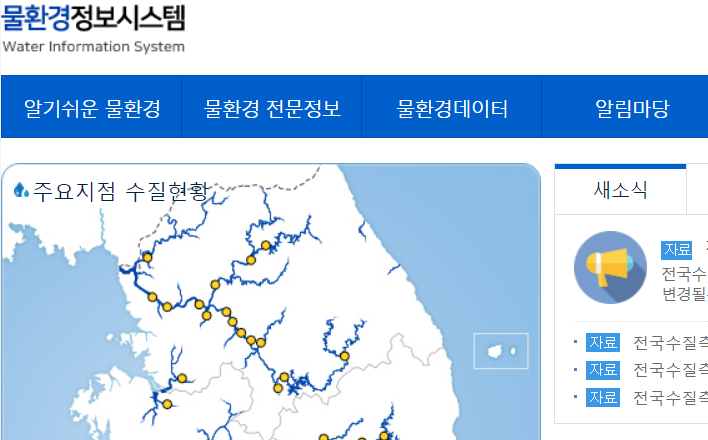 물환경정보시스템
Water Information System
알기쉬운 물환경
물환경 전문정보
물환경데이터
알림마당
주요지점 수질현황
새소식
자료
전국수
변경될
자료 전국수질측
자료 전국수질측
자료 전국수질측